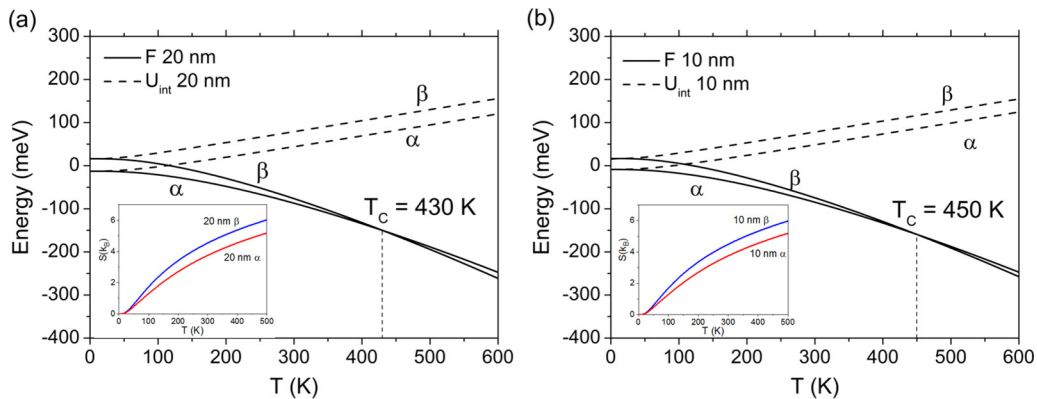 (a)
300
200
100
0
-100
-200
-300
-400
Energy (meV)
F 20 nm
U_int 20 nm
β
α
β
α
T_C = 430 K
6
4
2
0
S(k_B)
20 nm β
20 nm α
0 100 200 300 400 500
T (K)
0 100 200 300 400 500 600
T (K)
(b)
300
200
100
0
-100
-200
-300
-400
Energy (meV)
F 10 nm
U_int 10 nm
β
α
β
α
T_C = 450 K
6
4
2
0
S(k_B)
10 nm β
10 nm α
0 100 200 300 400 500
T (K)
0 100 200 300 400 500 600
T (K)